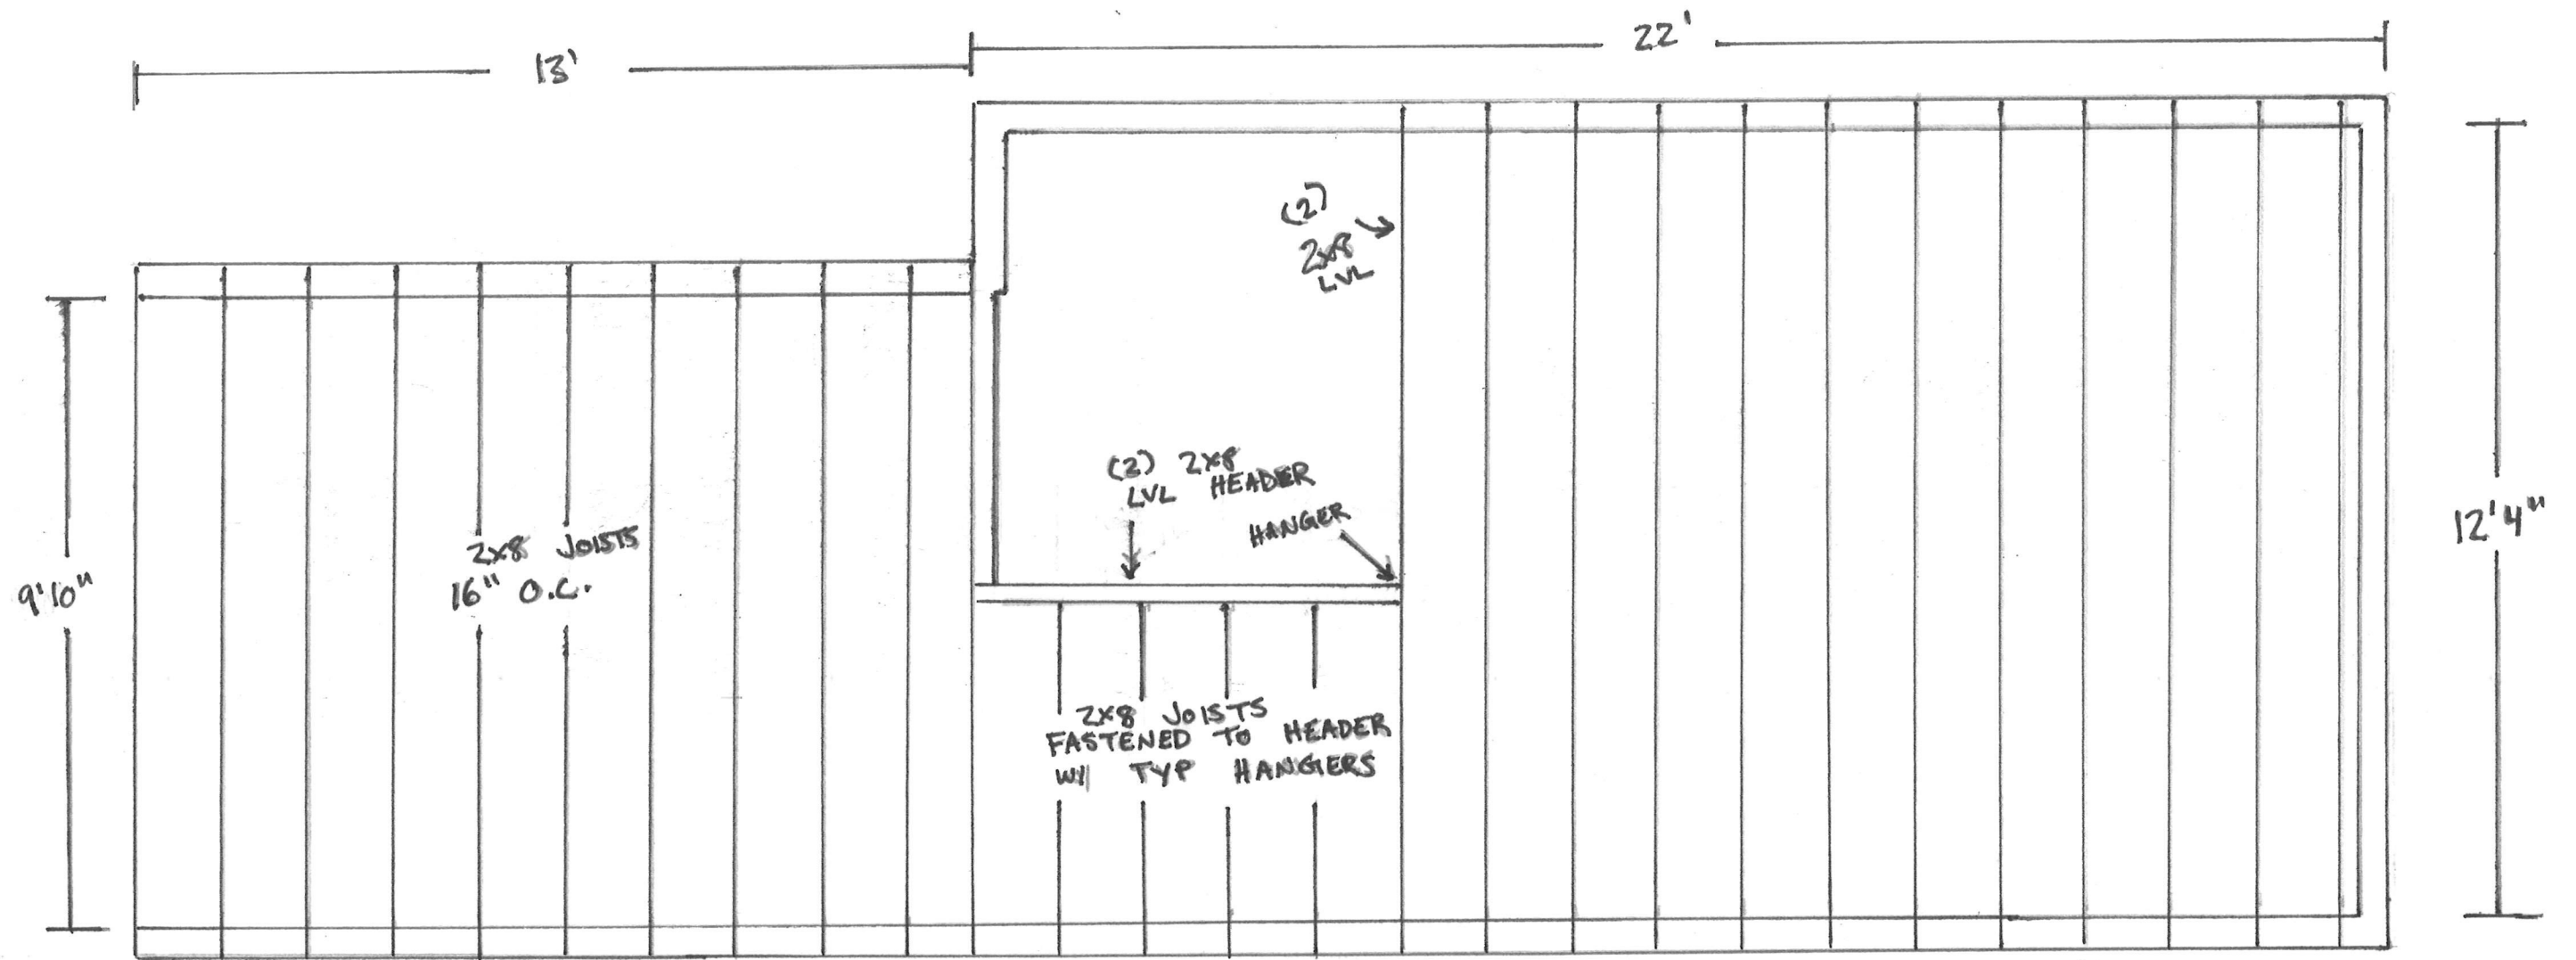 13'
22'
(2)
2x8
LVL
(2) 2x8
LVL HEADER
HANGER
2x8 JOISTS
16" O.C.
9'10"
12'4"
2x8 JOISTS
FASTENED TO HEADER
W/ TYP HANGERS